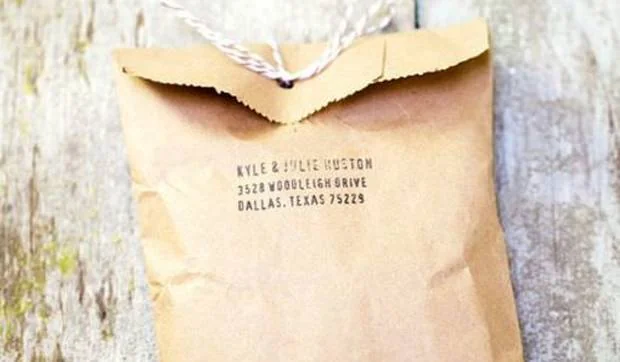 KYLE & JULIE HUSTON
3528 WOODLEIGH DRIVE
DALLAS, TEXAS 75229